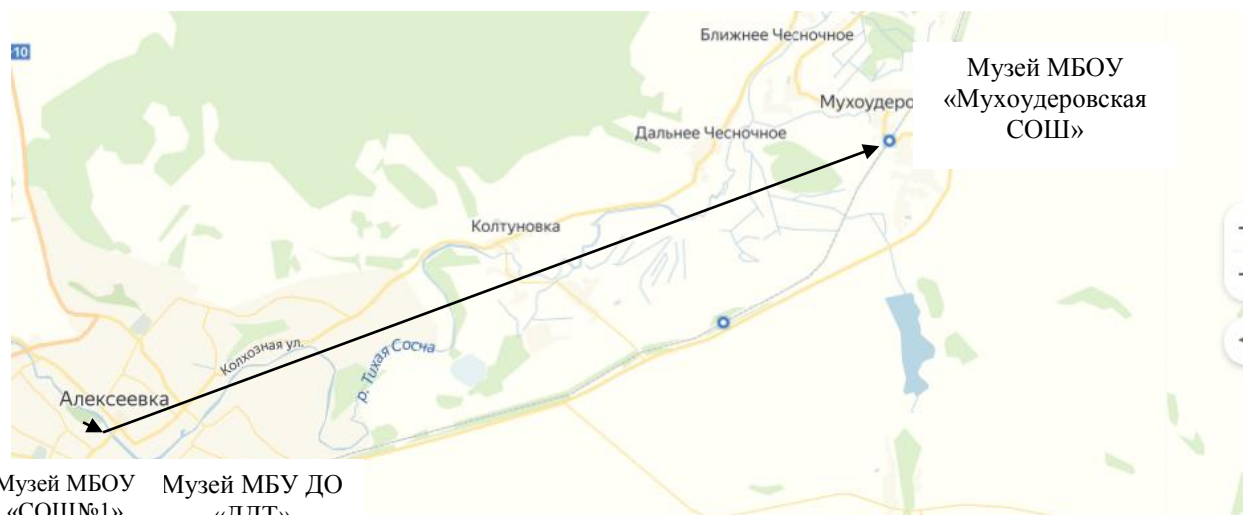 10
Ближнее Чесночное
Музей МБОУ
«Мухоудеровская
СОШ»
Мухоудеро
Дальнее Чесночное
Колтуновка
Колхозная ул.
р. Тихая Сосна
Алексеевка
Музей МБОУ
«СОШ№1»
Музей МБУ ДО
«ДДТ»